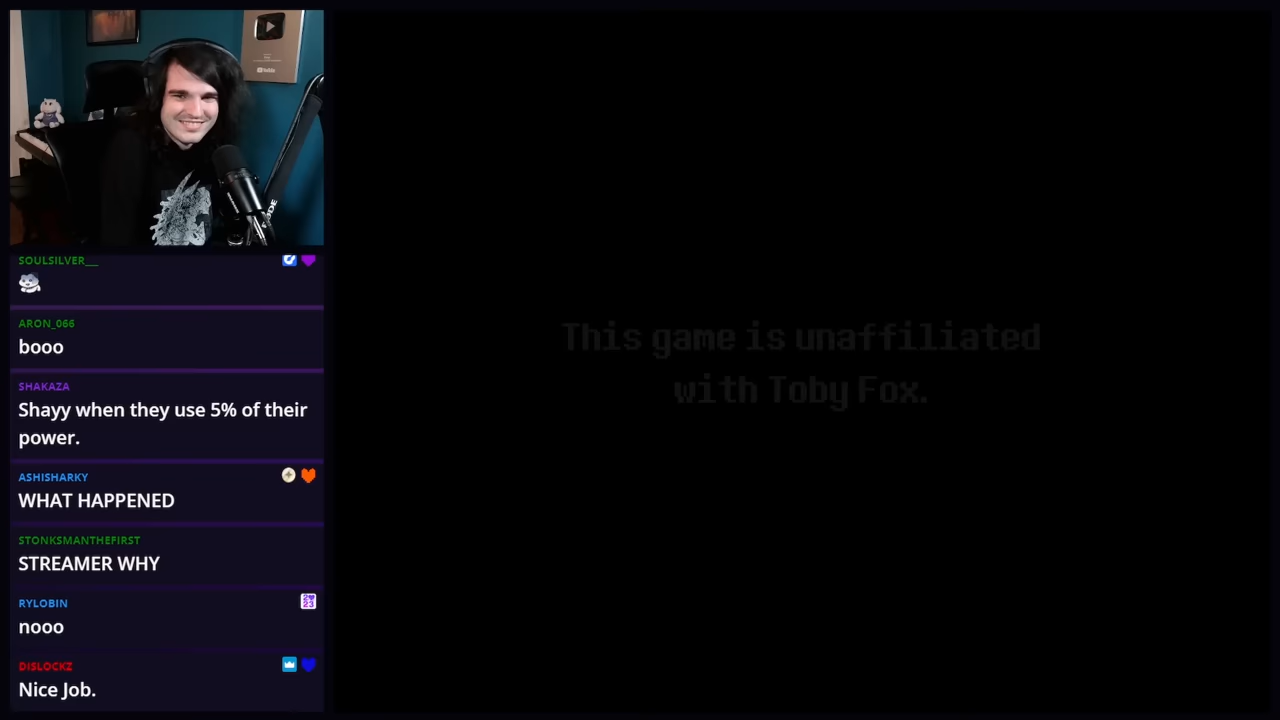 SOULSILVER__
ARON_066
booo
SHAKAZA
Shayy when they use 5% of their
power.
ASHISHARKY
WHAT HAPPENED
STONKSMANTHEFIRST
STREAMER WHY
RYLOBIN
nooo
DISLOCKZ
Nice Job.
This game is unaffiliated
with Toby Fox.